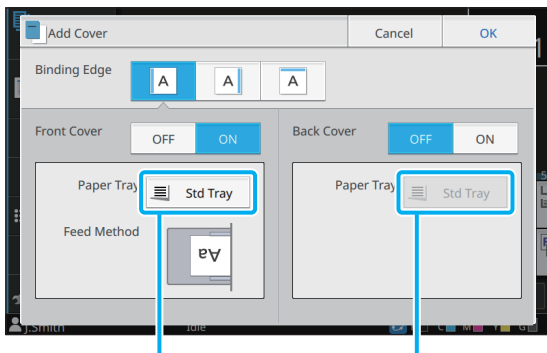 Add Cover
Cancel
OK
Binding Edge
A
A
A
Front Cover
OFF
ON
Back Cover
OFF
ON
Paper Tray
Std Tray
Paper Tray
Std Tray
Feed Method
Aa
J.Smith
Idle
C
M
Y
G